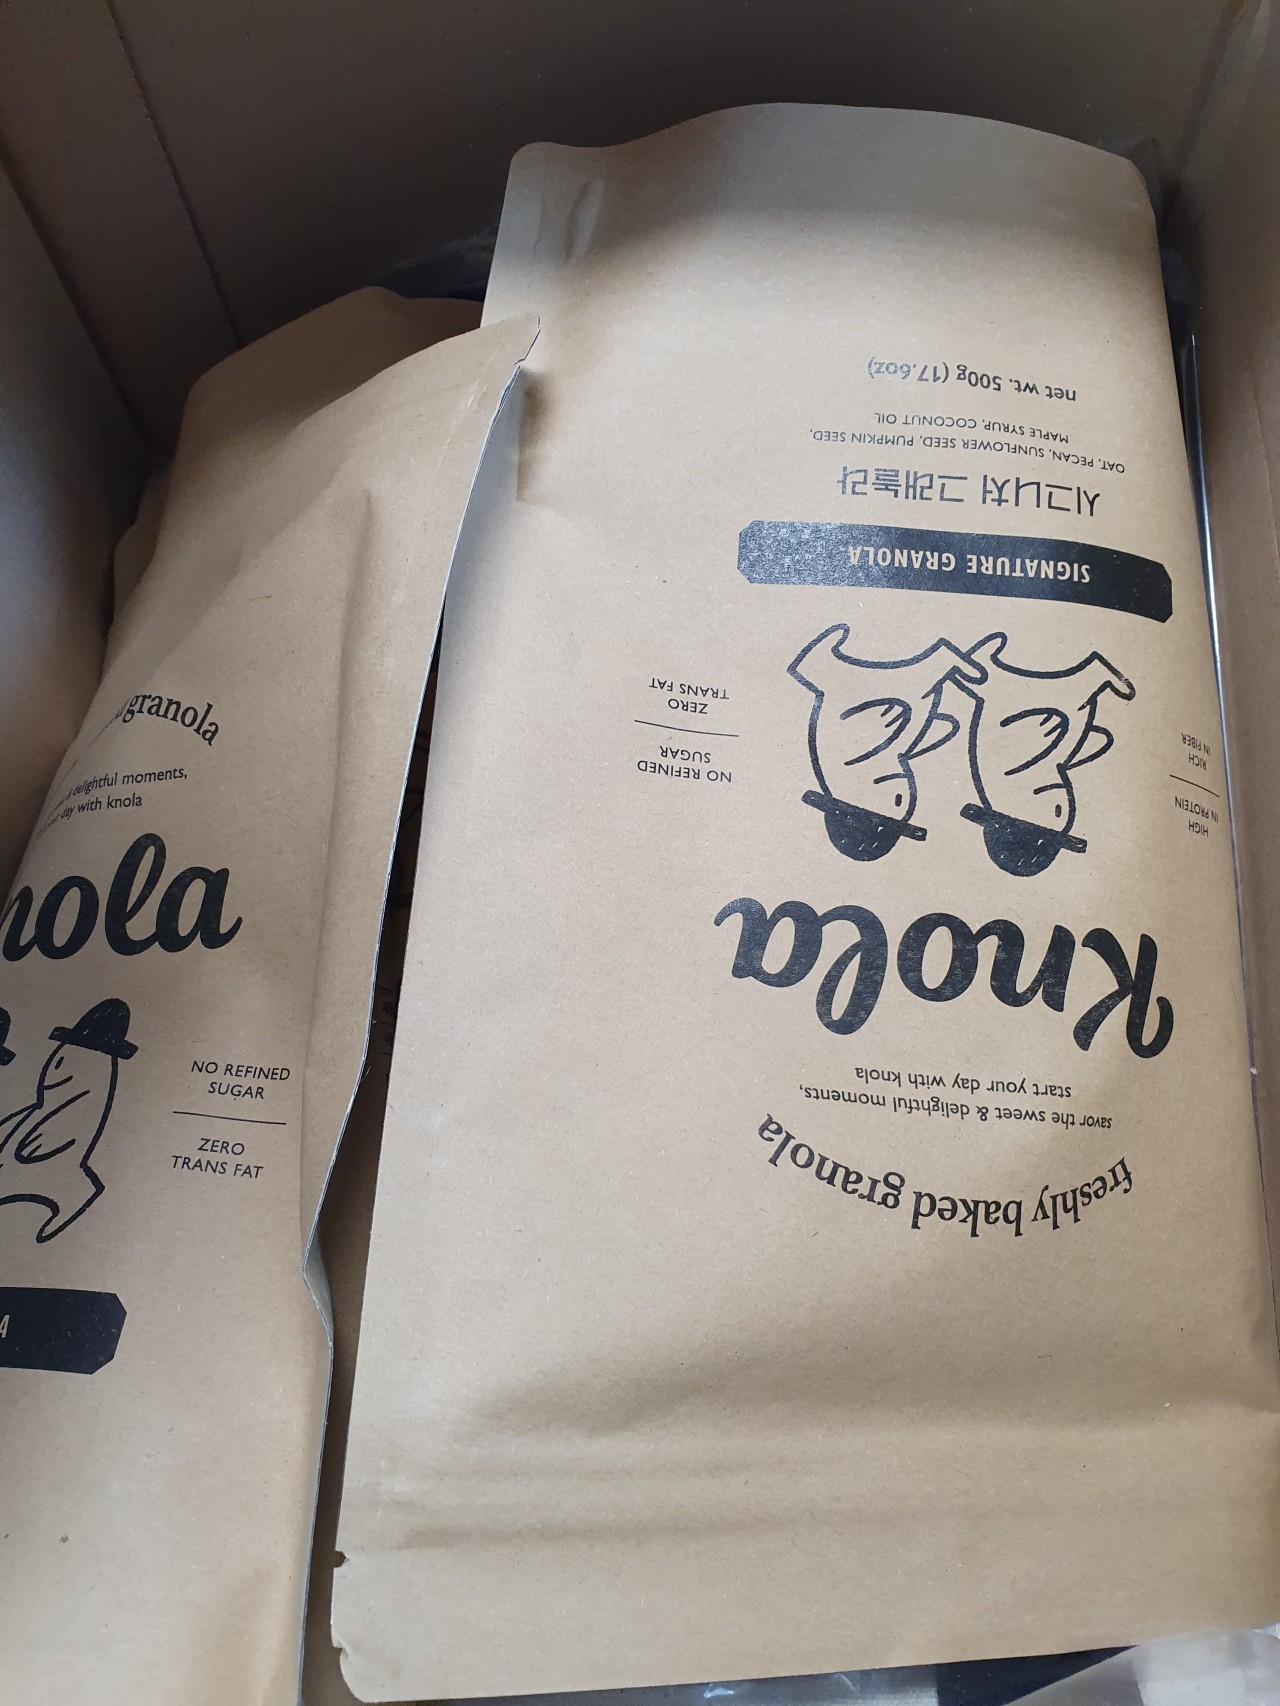 freshly baked granola
savor the sweet & delightful moments,
start your day with knola
Knola
HIGH
IN PROTEIN
RICH
IN FIBER
NO REFINED
SUGAR
ZERO
TRANS FAT
SIGNATURE GRANOLA
시그니처 그래놀라
OAT, PECAN, SUNFLOWER SEED, PUMPKIN SEED,
MAPLE SYRUP, COCONUT OIL
net wt. 500g (17.6oz)
granola
delightful moments,
day with knola
nola
NO REFINED
SUGAR
ZERO
TRANS FAT
A